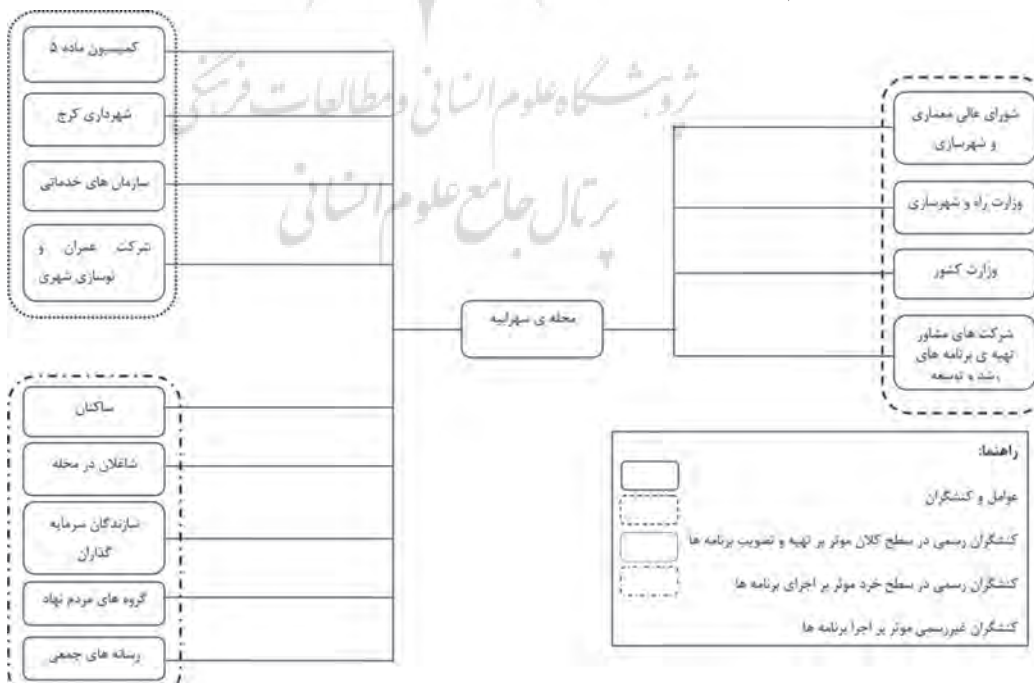 کمیسیون ماده ۵
شهرداری کرج
سازمان های خدماتی
شرکت عمران و
نوسازی شهری
ساکنان
شاغلان در محله
سازندگان سرمایه
گذاران
گروه های مردم نهاد
رسانه های جمعی
محله ی سهرابیه
شورای عالی معماری
و شهرسازی
وزارت راه و شهرسازی
وزارت کشور
شرکت های مشاور
تهیه ی برنامه های
رشد و توسعه
راهنما:
عوامل و کنشگران
کنشگران رسمی در سطح کلان موثر بر تهیه و تصویب برنامه ها
کنشگران رسمی در سطح خرد موثر بر اجرای برنامه ها
کنشگران غیررسمی موثر بر اجرا برنامه ها
پژوهشگاه علوم انسانی و مطالعات فرهنگی
پرتال جامع علوم انسانی